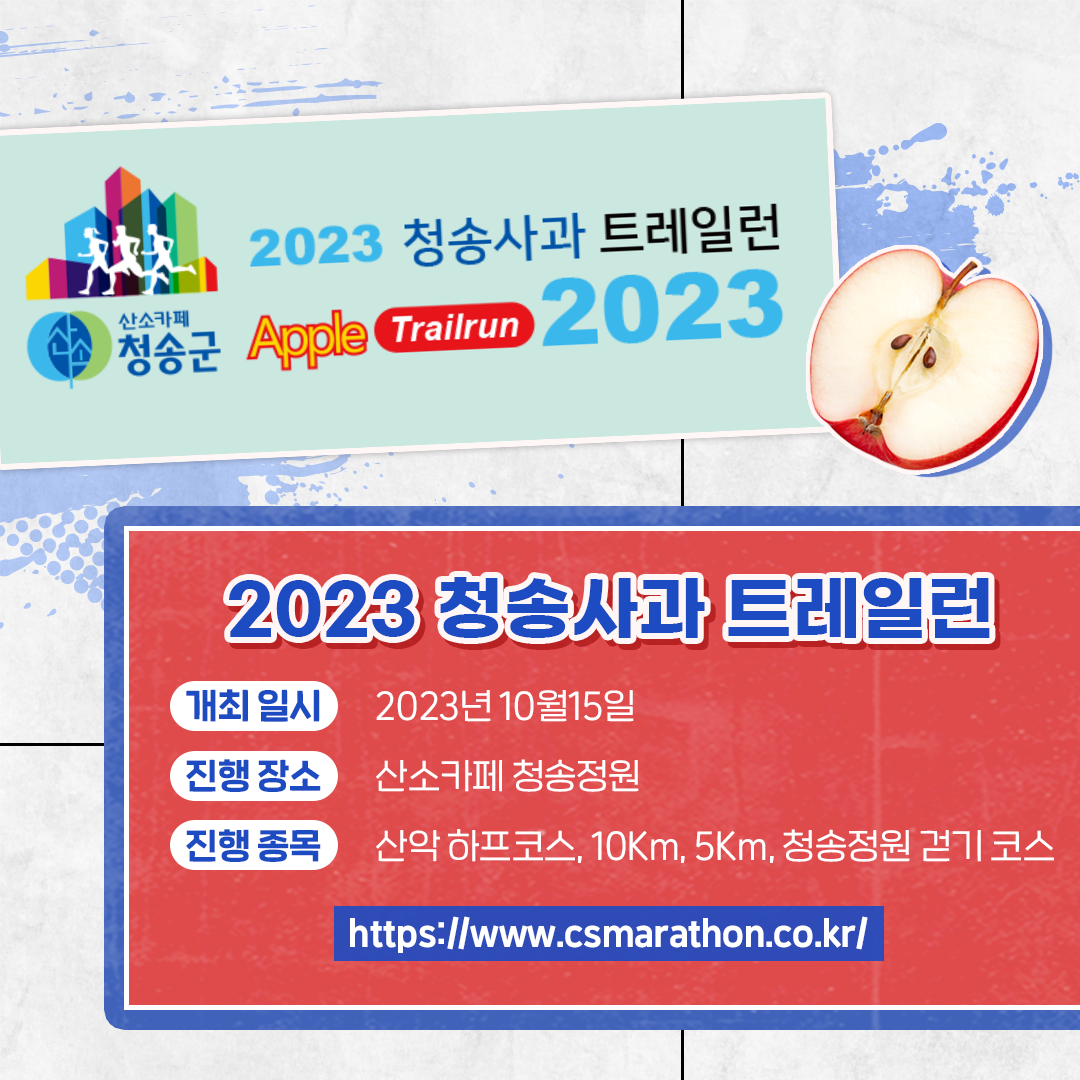 2023 청송사과 트레일런
Apple Trailrun 2023
산소
산소카페
청송군
2023 청송사과 트레일런
개최 일시 2023년 10월15일
진행 장소 산소카페 청송정원
진행 종목 산악 하프코스, 10Km, 5Km, 청송정원 걷기 코스
https://www.csmarathon.co.kr/